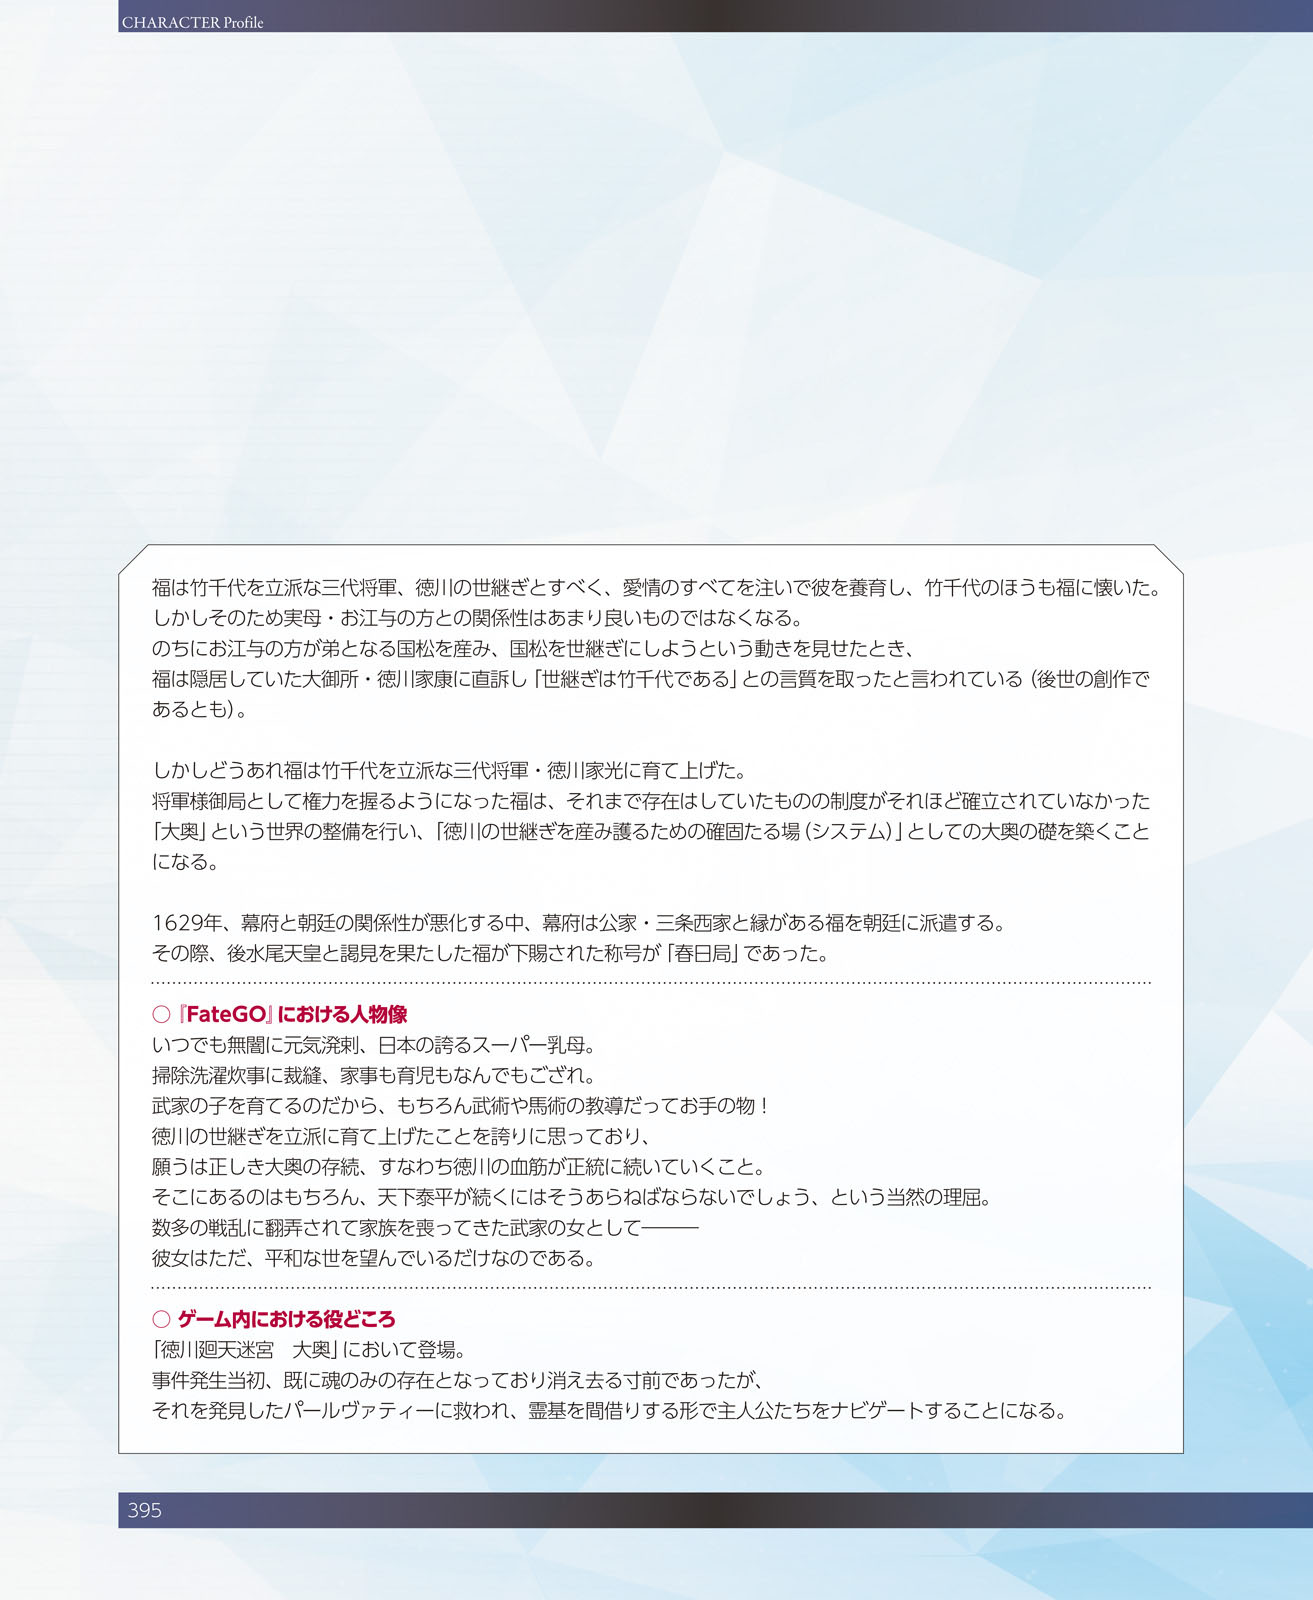 CHARACTER Profile
福は竹千代を立派な三代将軍、徳川の世継ぎとすべく、愛情のすべてを注いで彼を養育し、竹千代のほうも福に懐いた。
しかしそのため実母・お江与の方との関係性はあまり良いものではなくなる。
のちにお江与の方が弟となる国松を産み、国松を世継ぎにしようという動きを見せたとき、
福は隠居していた大御所・徳川家康に直訴し「世継ぎは竹千代である」との言質を取ったと言われている（後世の創作で
あるとも）。
しかしどうあれ福は竹千代を立派な三代将軍・徳川家光に育て上げた。
将軍様御局として権力を握るようになった福は、それまで存在はしていたものの制度がそれほど確立されていなかった
「大奥」という世界の整備を行い、「徳川の世継ぎを産み護るための確固たる場（システム）」としての大奥の礎を築くこと
になる。
1629年、幕府と朝廷の関係性が悪化する中、幕府は公家・三条西家と縁がある福を朝廷に派遣する。
その際、後水尾天皇と謁見を果たした福が下賜された称号が「春日局」であった。
○『FateGO』における人物像
いつでも無闇に元気溌剌、日本の誇るスーパー乳母。
掃除洗濯炊事に裁縫、家事も育児もなんでもござれ。
武家の子を育てるのだから、もちろん武術や馬術の教導だってお手の物！
徳川の世継ぎを立派に育て上げたことを誇りに思っており、
願うは正しき大奥の存続、すなわち徳川の血筋が正統に続いていくこと。
そこにあるのはもちろん、天下泰平が続くにはそうあらねばならないでしょう、という当然の理屈。
数多の戦乱に翻弄されて家族を喪ってきた武家の女として―――
彼女はただ、平和な世を望んでいるだけなのである。
○ ゲーム内における役どころ
「徳川廻天迷宮　大奥」において登場。
事件発生当初、既に魂のみの存在となっており消え去る寸前であったが、
それを発見したパールヴァティーに救われ、霊基を間借りする形で主人公たちをナビゲートすることになる。
395